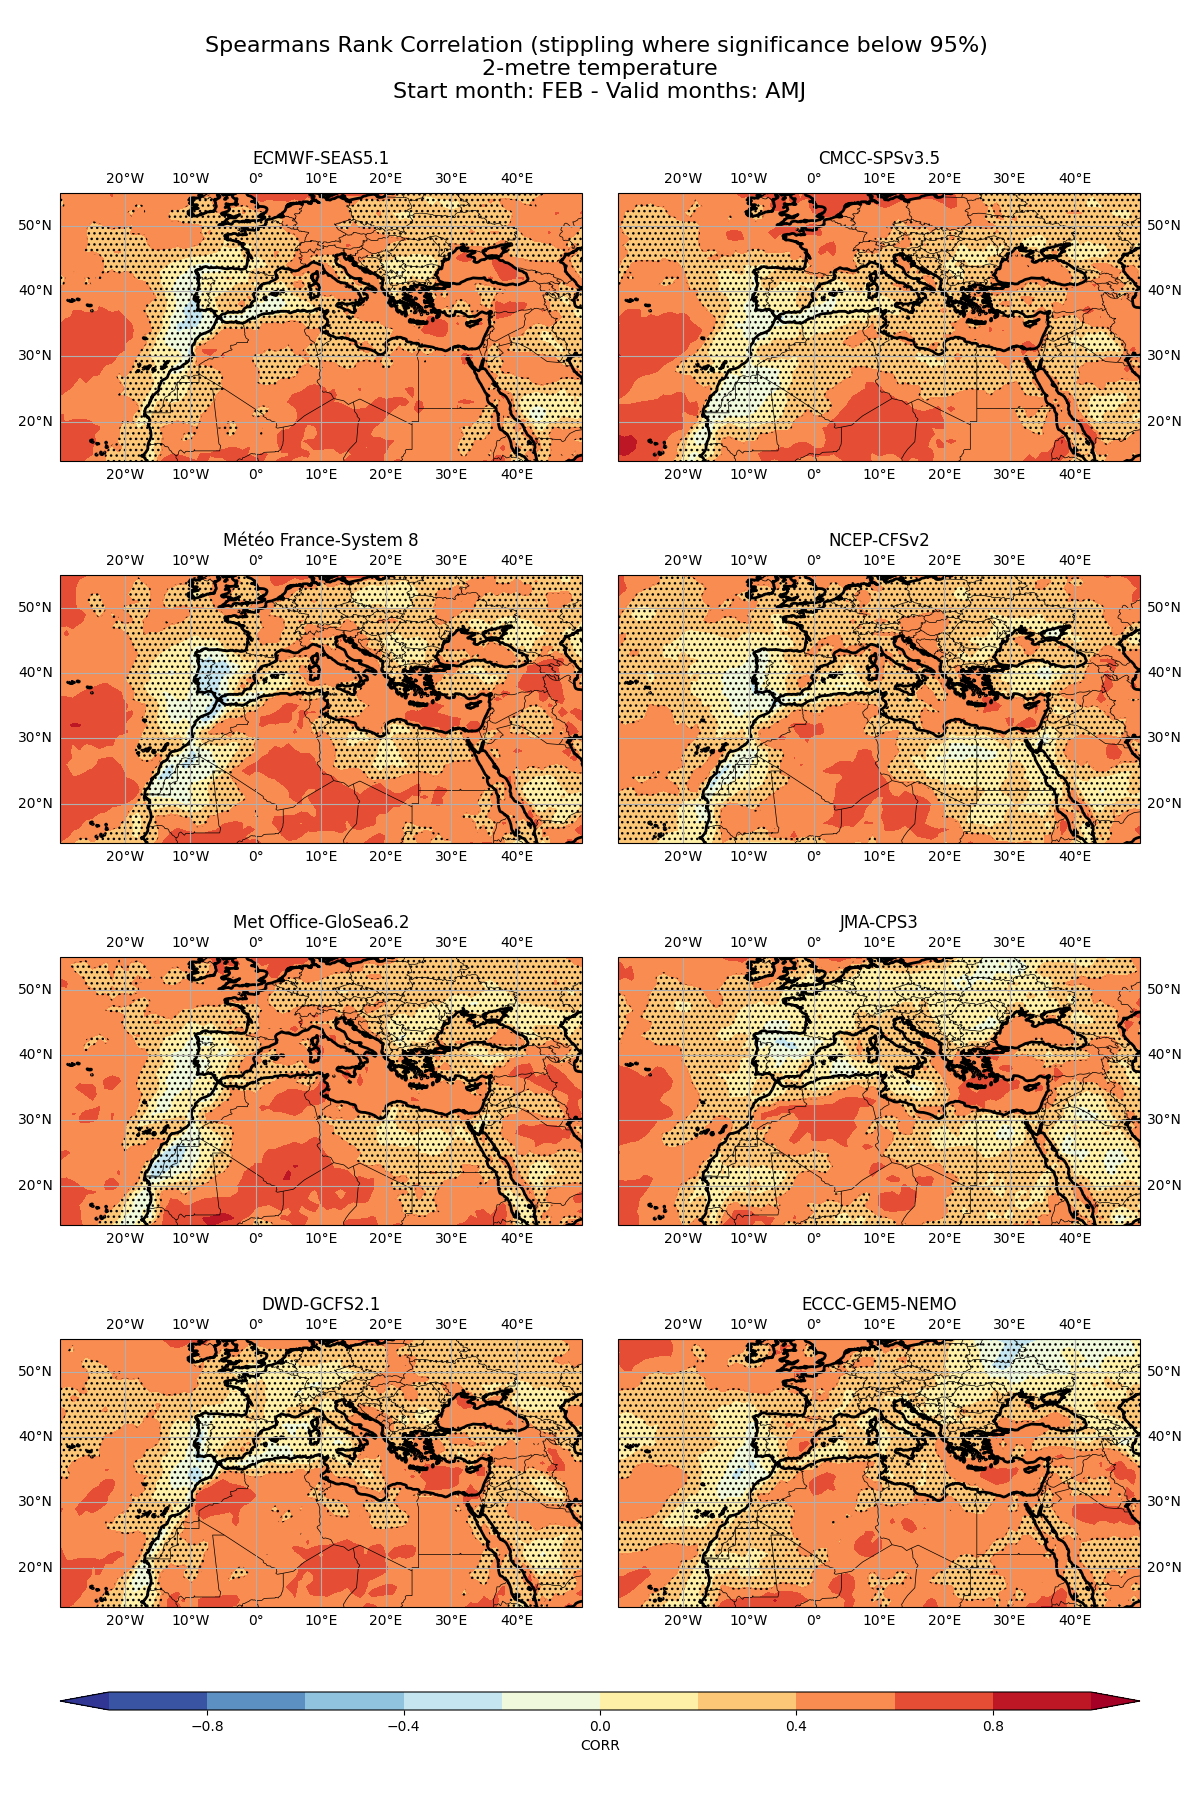 Spearmans Rank Correlation (stippling where significance below 95%)
2-metre temperature
Start month: FEB - Valid months: AMJ
ECMWF-SEAS5.1
20°W 10°W 0° 10°E 20°E 30°E 40°E
50°N
40°N
30°N
20°N
20°W 10°W 0° 10°E 20°E 30°E 40°E
CMCC-SPSv3.5
20°W 10°W 0° 10°E 20°E 30°E 40°E
50°N
40°N
30°N
20°N
20°W 10°W 0° 10°E 20°E 30°E 40°E
Météo France-System 8
20°W 10°W 0° 10°E 20°E 30°E 40°E
50°N
40°N
30°N
20°N
20°W 10°W 0° 10°E 20°E 30°E 40°E
NCEP-CFSv2
20°W 10°W 0° 10°E 20°E 30°E 40°E
50°N
40°N
30°N
20°N
20°W 10°W 0° 10°E 20°E 30°E 40°E
Met Office-GloSea6.2
20°W 10°W 0° 10°E 20°E 30°E 40°E
50°N
40°N
30°N
20°N
20°W 10°W 0° 10°E 20°E 30°E 40°E
JMA-CPS3
20°W 10°W 0° 10°E 20°E 30°E 40°E
50°N
40°N
30°N
20°N
20°W 10°W 0° 10°E 20°E 30°E 40°E
DWD-GCFS2.1
20°W 10°W 0° 10°E 20°E 30°E 40°E
50°N
40°N
30°N
20°N
20°W 10°W 0° 10°E 20°E 30°E 40°E
ECCC-GEM5-NEMO
20°W 10°W 0° 10°E 20°E 30°E 40°E
50°N
40°N
30°N
20°N
20°W 10°W 0° 10°E 20°E 30°E 40°E
−0.8 −0.4 0.0 0.4 0.8
CORR